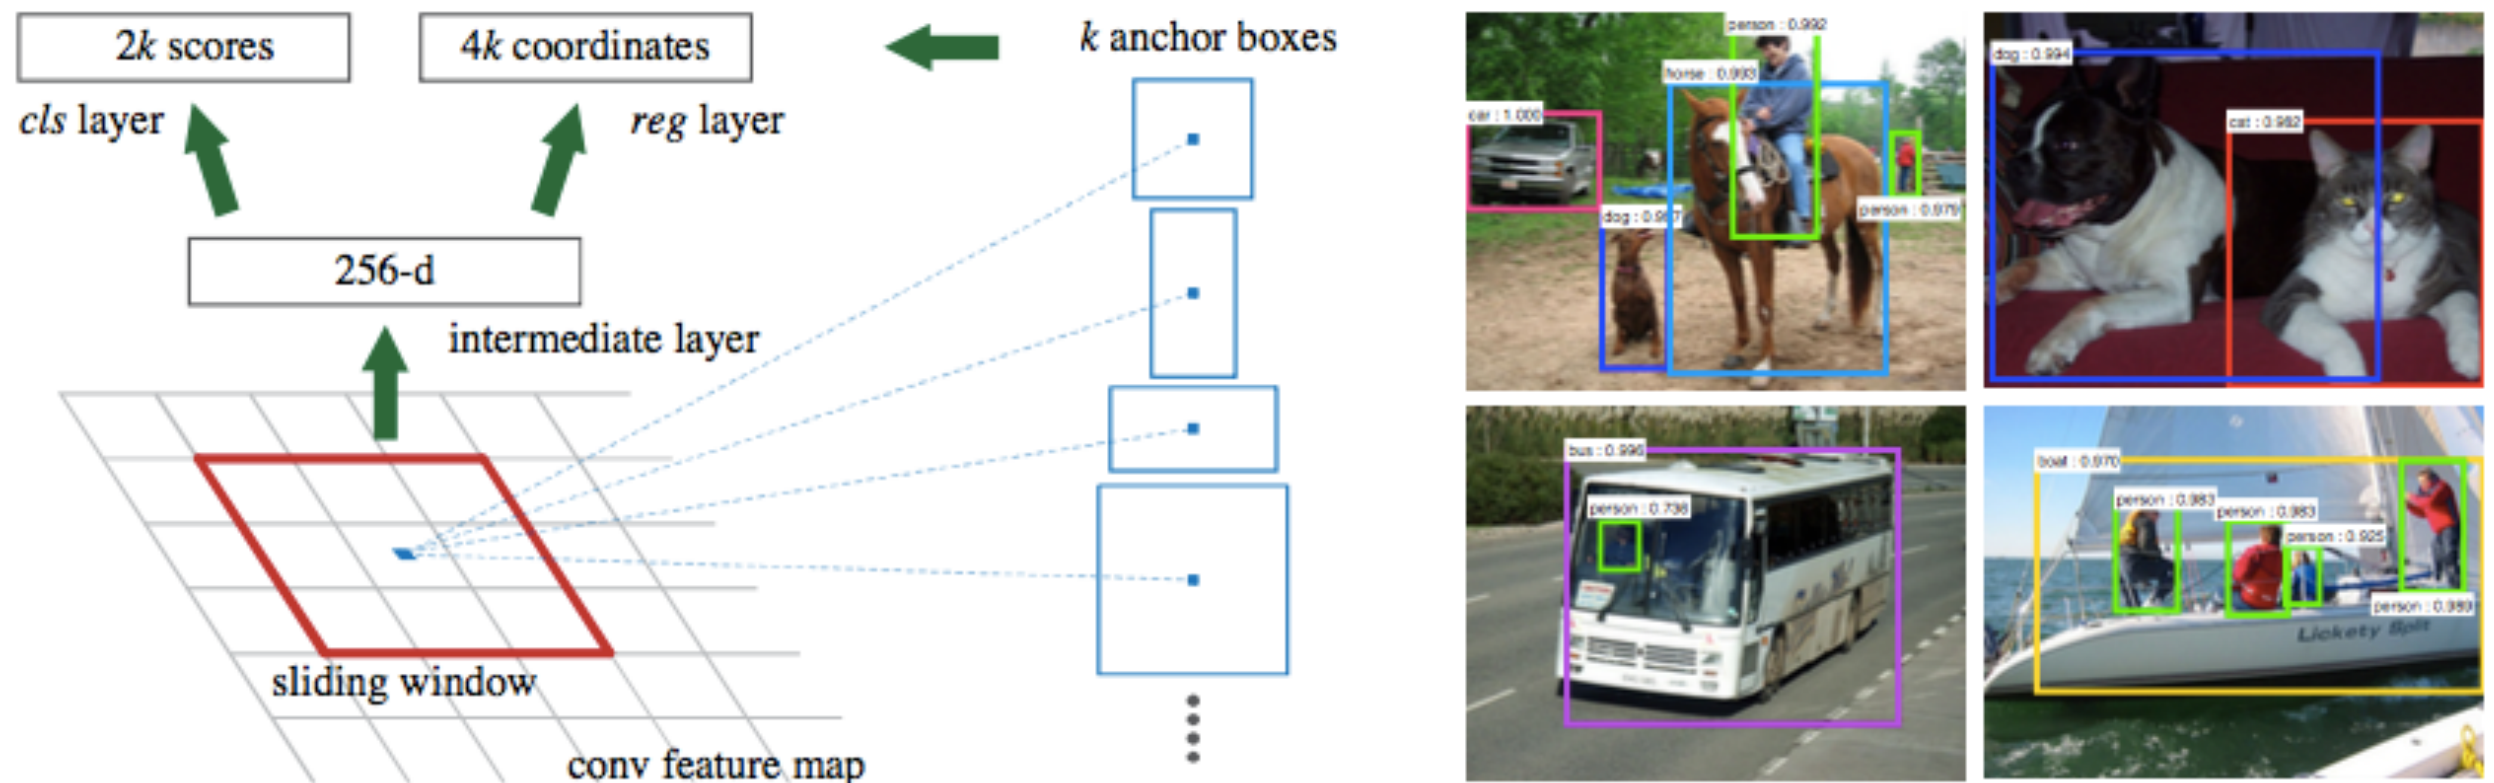 2k scores
4k coordinates
k anchor boxes
cls layer
reg layer
256-d
intermediate layer
sliding window
conv feature map
person : 0.992
horse : 0.993
car : 1.000
dog : 0.997
person : 0.979
dog : 0.994
cat : 0.982
bus : 0.996
person : 0.736
boat : 0.970
person : 0.983
person : 0.983
person : 0.925
person : 0.989
Lickety Split